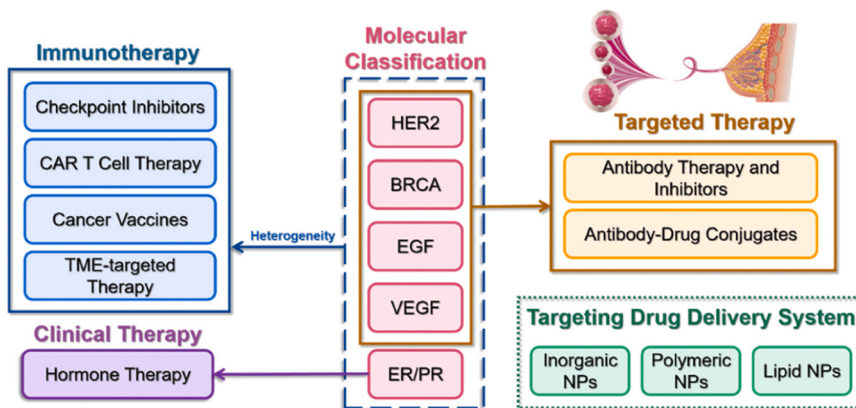 Immunotherapy
Checkpoint Inhibitors
CAR T Cell Therapy
Cancer Vaccines
TME-targeted
Therapy
Clinical Therapy
Hormone Therapy
Heterogeneity
Molecular
Classification
HER2
BRCA
EGF
VEGF
ER/PR
Targeted Therapy
Antibody Therapy and
Inhibitors
Antibody-Drug Conjugates
Targeting Drug Delivery System
Inorganic
NPs
Polymeric
NPs
Lipid NPs